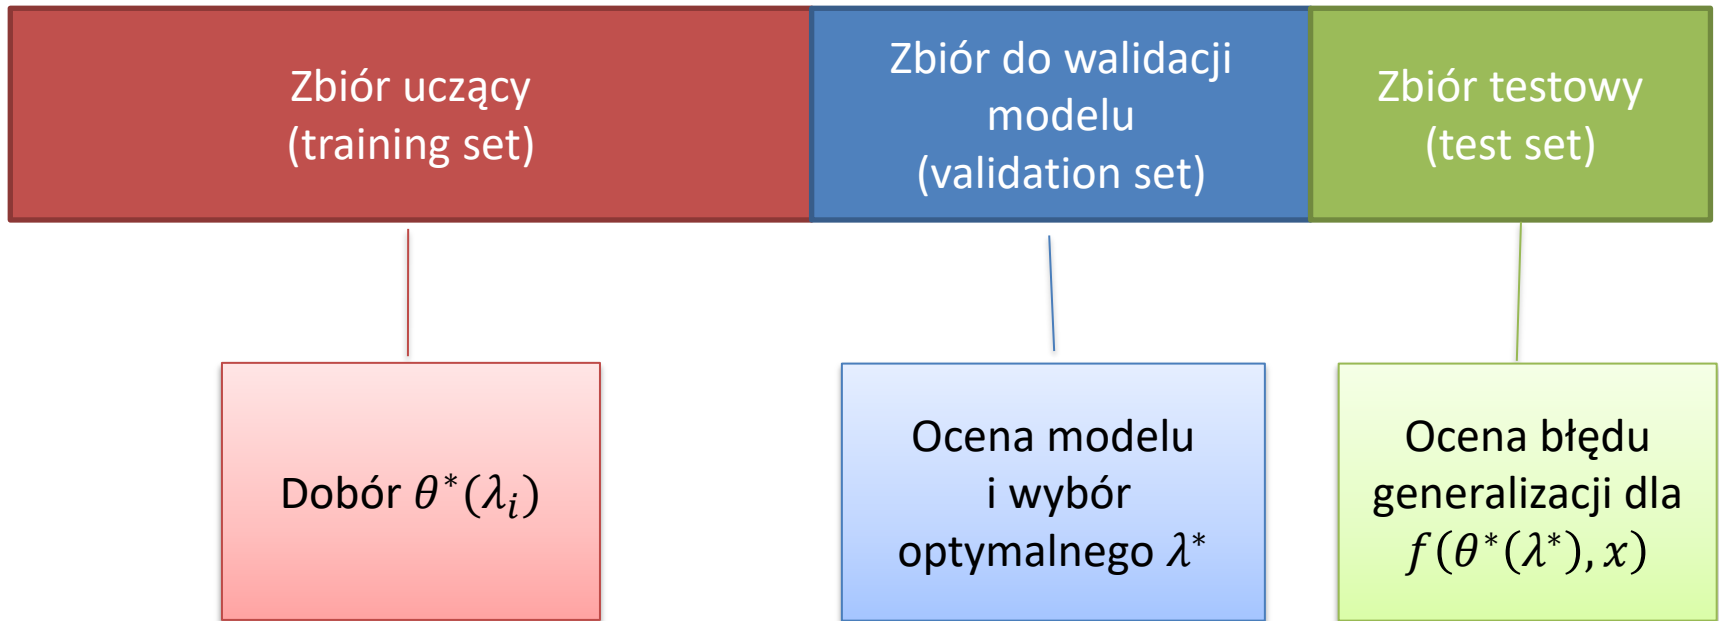 Zbiór uczący
(training set)
Zbiór do walidacji
modelu
(validation set)
Zbiór testowy
(test set)
Dobór θ*(λᵢ)
Ocena modelu
i wybór
optymalnego λ*
Ocena błędu
generalizacji dla
f(θ*(λ*), x)